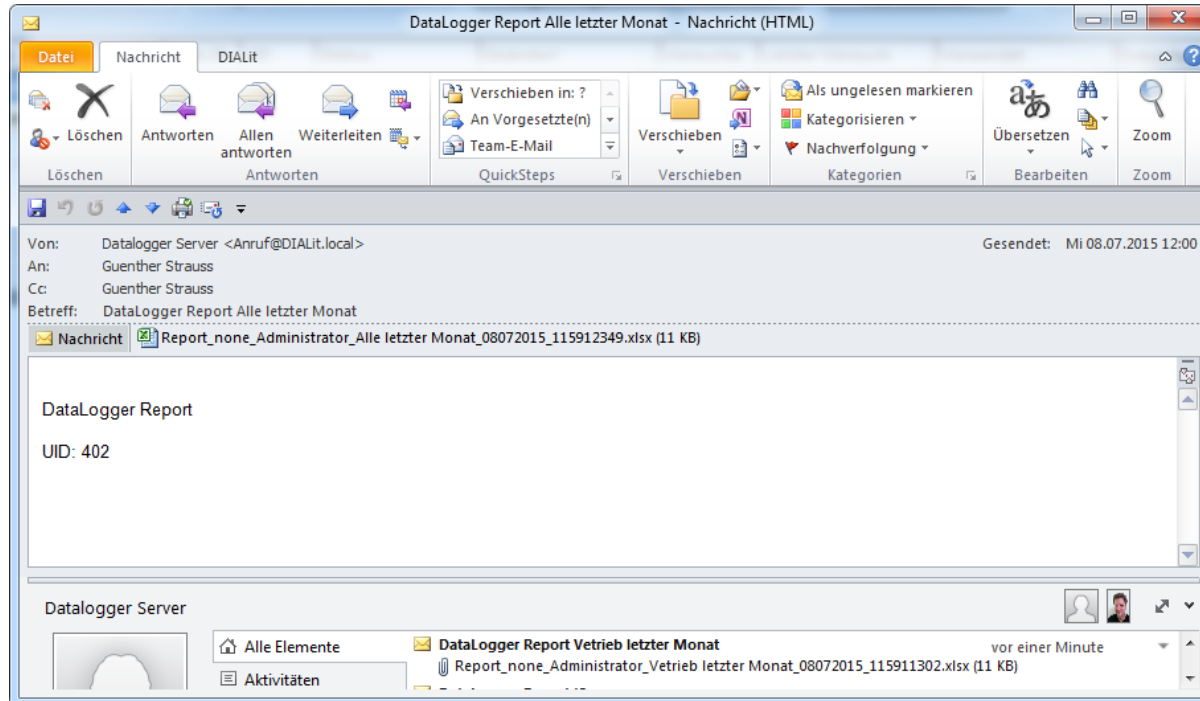 DataLogger Report Alle letzter Monat - Nachricht (HTML)
Datei Nachricht DIALit
Löschen
Antworten
Allen antworten
Weiterleiten
Verschieben in: ?
An Vorgesetzte(n)
Team-E-Mail
Verschieben
Als ungelesen markieren
Kategorisieren
Nachverfolgung
Übersetzen
Zoom
Löschen Antworten QuickSteps Verschieben Kategorien Bearbeiten Zoom
Von: Datalogger Server <Anruf@DIALit.local> Gesendet: Mi 08.07.2015 12:00
An: Guenther Strauss
Cc: Guenther Strauss
Betreff: DataLogger Report Alle letzter Monat
Nachricht Report_none_Administrator_Alle letzter Monat_08072015_115912349.xlsx (11 KB)
DataLogger Report
UID: 402
Datalogger Server
Alle Elemente DataLogger Report Vetrieb letzter Monat vor einer Minute
Report_none_Administrator_Vetrieb letzter Monat_08072015_115911302.xlsx (11 KB)
Aktivitäten